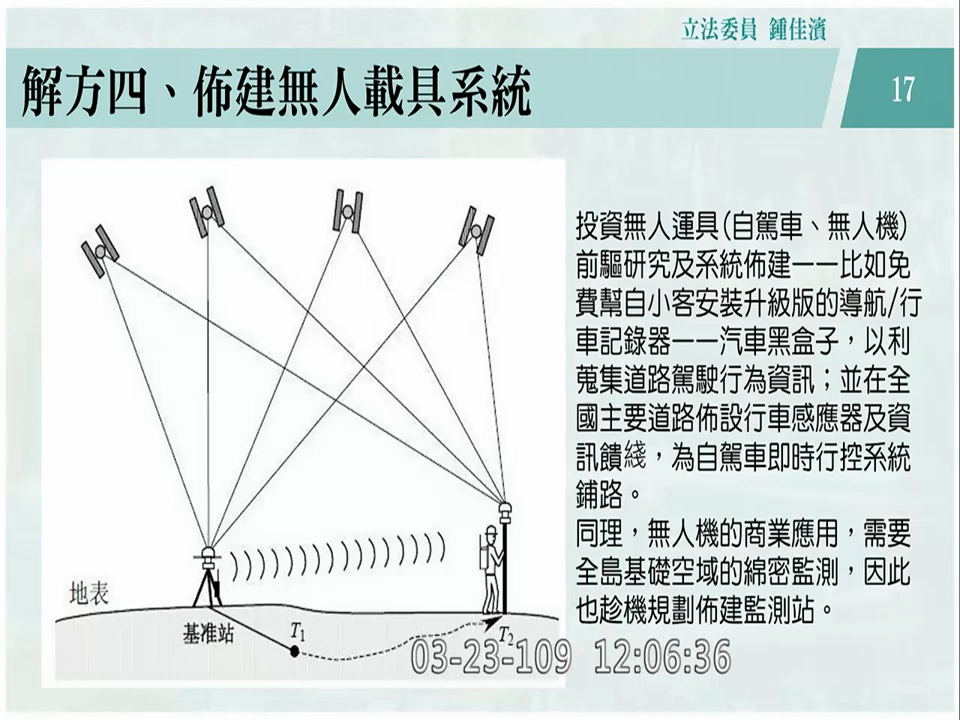 立法委員 鍾佳濱
解方四、佈建無人載具系統
17
投資無人運具(自駕車、無人機)
前驅研究及系統佈建——比如免
費幫自小客安裝升級版的導航/行
車記錄器——汽車黑盒子，以利
蒐集道路駕駛行為資訊；並在全
國主要道路佈設行車感應器及資
訊饋綫，為自駕車即時行控系統
鋪路。
同理，無人機的商業應用，需要
全島基礎空域的綿密監測，因此
也趁機規劃佈建監測站。
地表
基准站
T1
T2
03-23-109 12:06:36